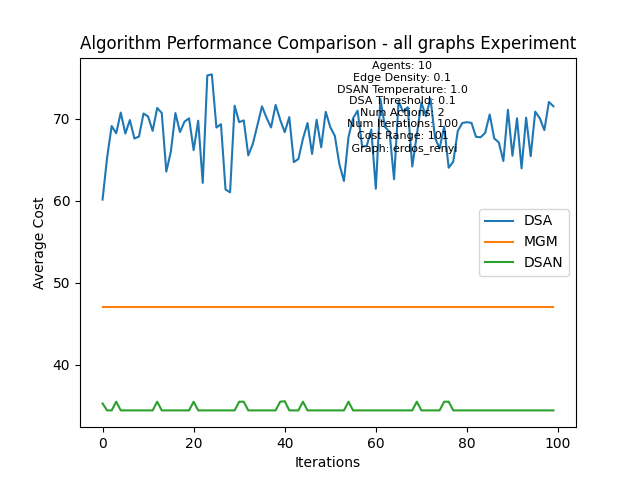 Algorithm Performance Comparison - all graphs Experiment
Agents: 10
Edge Density: 0.1
DSAN Temperature: 1.0
DSA Threshold: 0.1
Num Actions: 2
Num Iterations: 100
Cost Range: 101
Graph: erdos_renyi
70
60
50
40
Average Cost
DSA
MGM
DSAN
0
20
40
60
80
100
Iterations